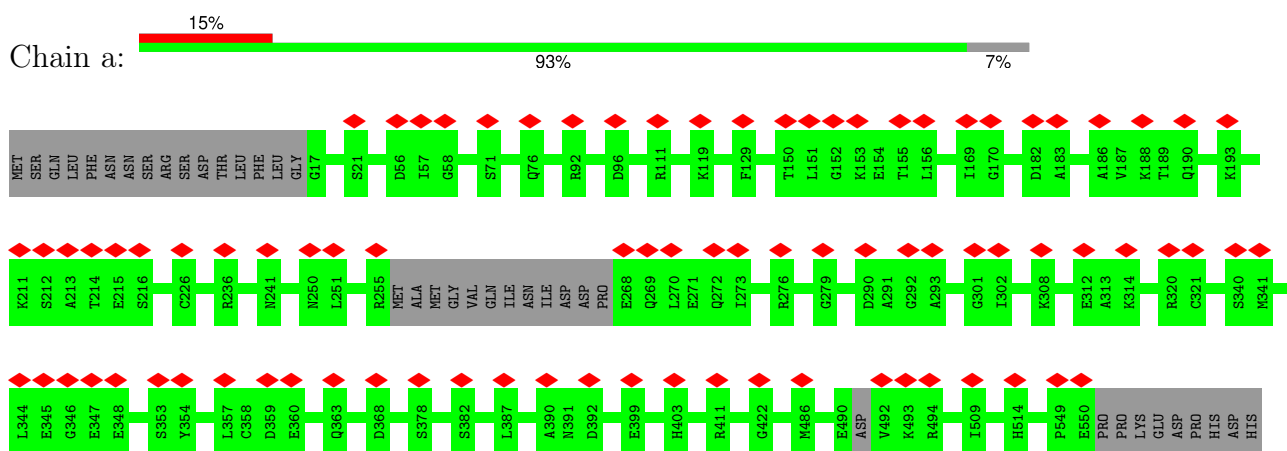 15%
Chain a:
93% 7%
MET SER GLN LEU PHE ASN ASN SER ARG SER ASP THR LEU PHE LEU GLY G17 S21 D56 I57 G58 S71 Q76 R92 D96 R111 K119 F129 T150 L151 G152 K153 E154 T155 L156 I169 G170 D182 A183 A186 V187 K188 T189 Q190 K193
K211 S212 A213 T214 E215 S216 C226 R236 N241 N250 L251 R255 MET ALA MET GLY VAL GLN ILE ASN ILE ASP ASP PRO E268 Q269 L270 E271 Q272 I273 R276 G279 D290 A291 G292 A293 G301 I302 K308 E312 A313 K314 R320 C321 S340 M341
L344 E345 G346 E347 E348 S353 Y354 L357 C358 D359 E360 Q363 D368 S378 S382 L387 A390 N391 D392 E399 H403 R411 G422 M486 E490 ASP V492 K493 R494 I509 H514 P549 E550 PRO PRO LYS GLU ASP PRO HIS ASP HIS